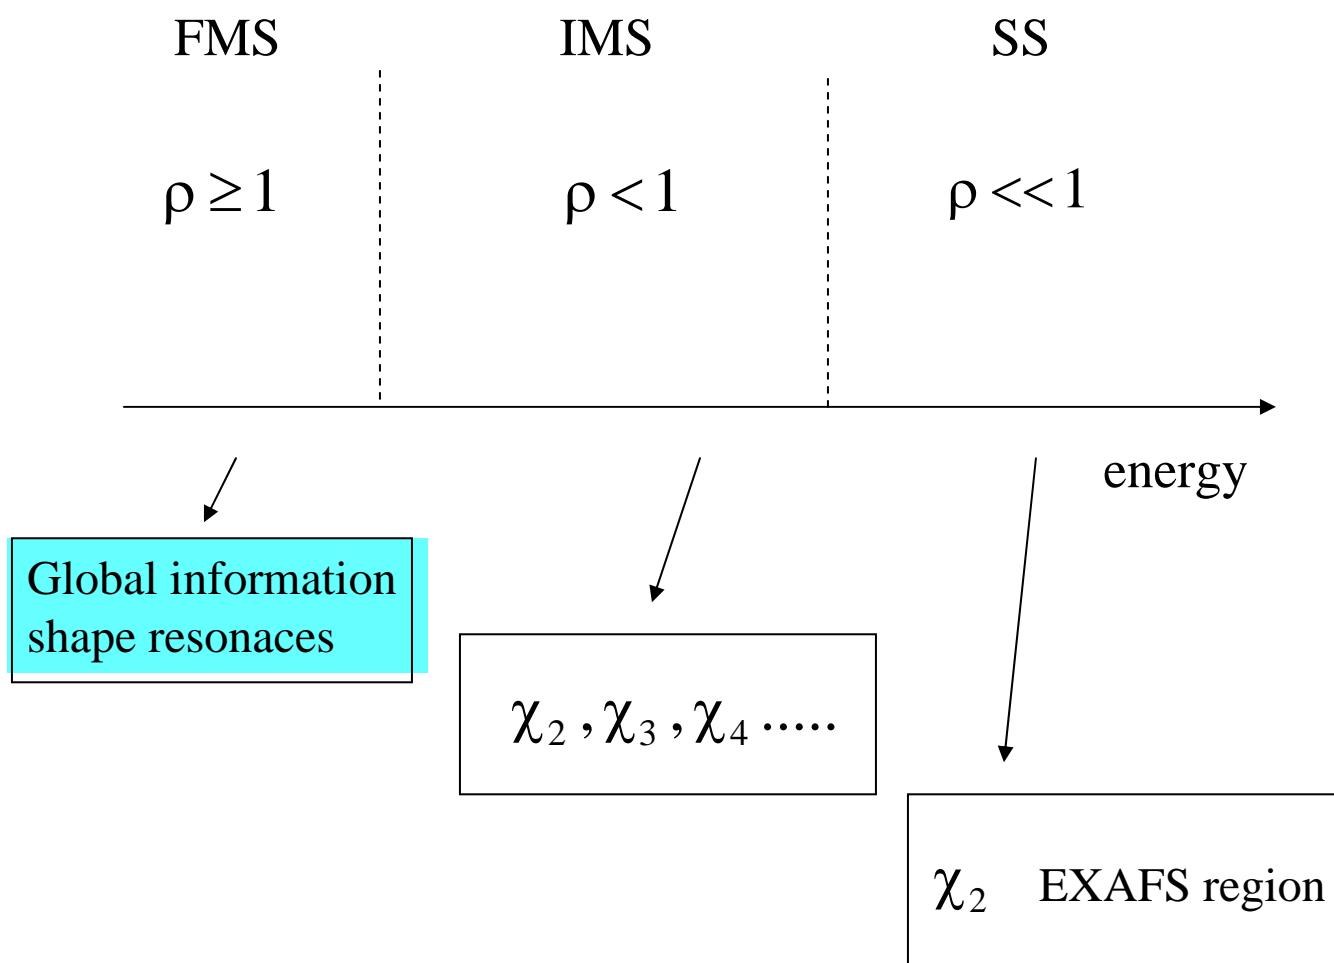 FMS IMS SS
ρ ≥ 1 ρ < 1 ρ << 1
energy
Global information
shape resonaces
χ₂ , χ₃ , χ₄ .....
χ₂ EXAFS region